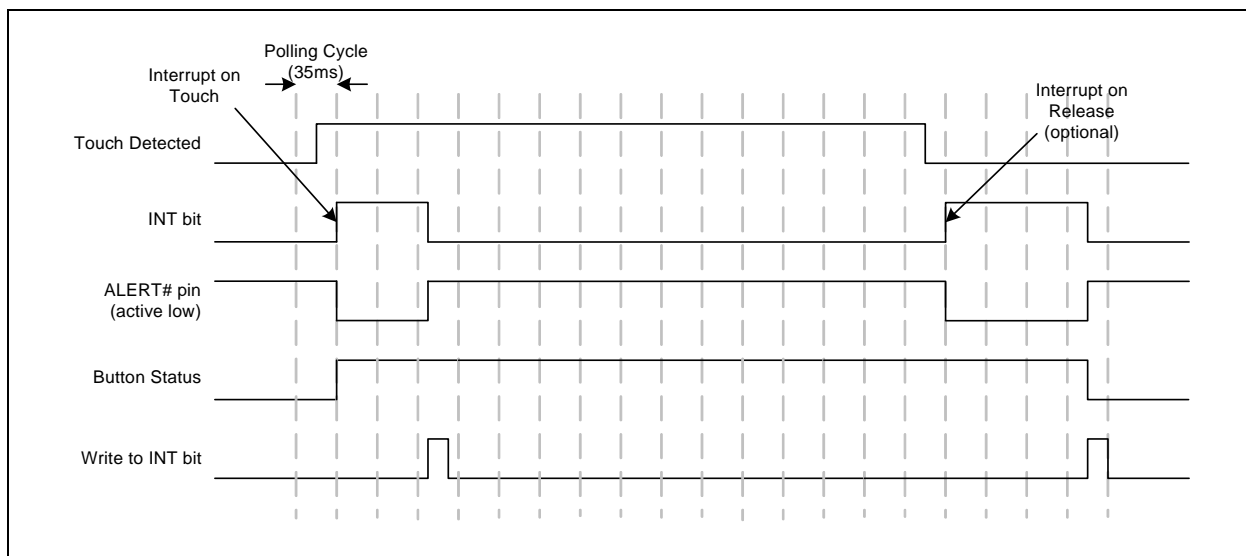 Polling Cycle
(35ms)
Interrupt on
Touch
Interrupt on
Release
(optional)
Touch Detected
INT bit
ALERT# pin
(active low)
Button Status
Write to INT bit